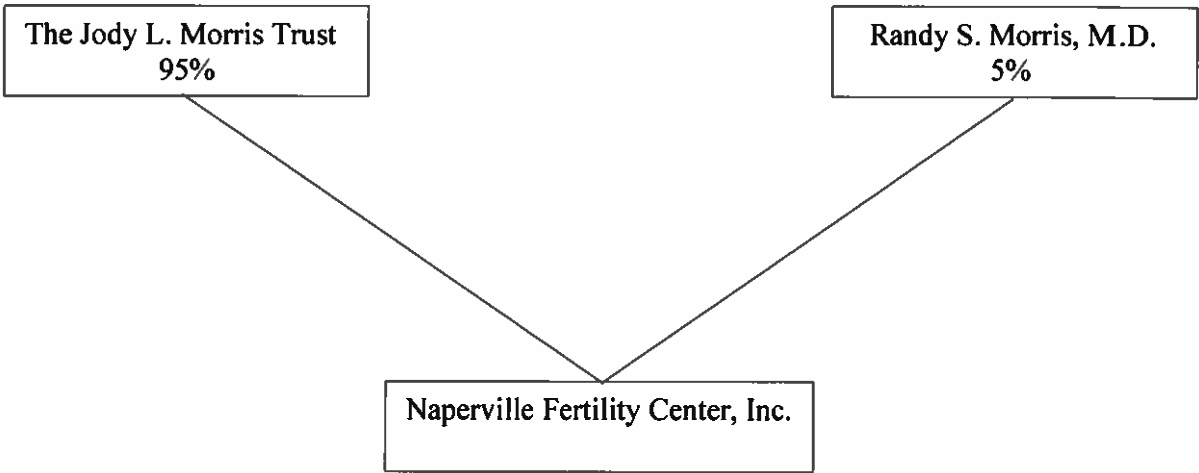 The Jody L. Morris Trust
95%
Randy S. Morris, M.D.
5%
Naperville Fertility Center, Inc.